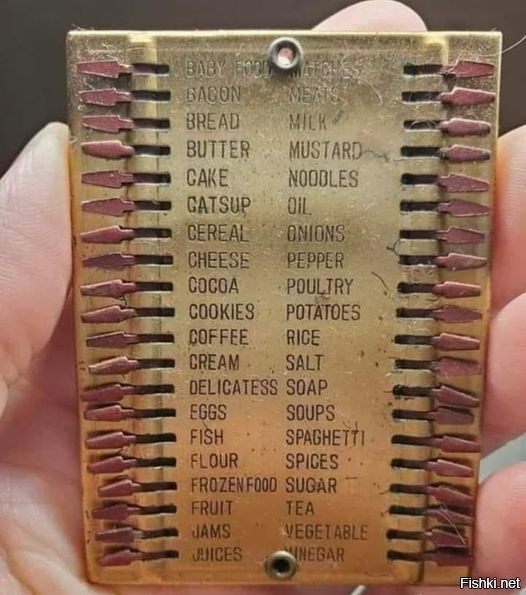 BABY FOOD MATCHES
BACON MEATS
BREAD MILK
BUTTER MUSTARD
CAKE NOODLES
CATSUP OIL
CEREAL ONIONS
CHEESE PEPPER
COCOA POULTRY
COOKIES POTATOES
COFFEE RICE
CREAM SALT
DELICATESS SOAP
EGGS SOUPS
FISH SPAGHETTI
FLOUR SPICES
FROZEN FOOD SUGAR
FRUIT TEA
JAMS VEGETABLE
JUICES VINEGAR
Fishki.net